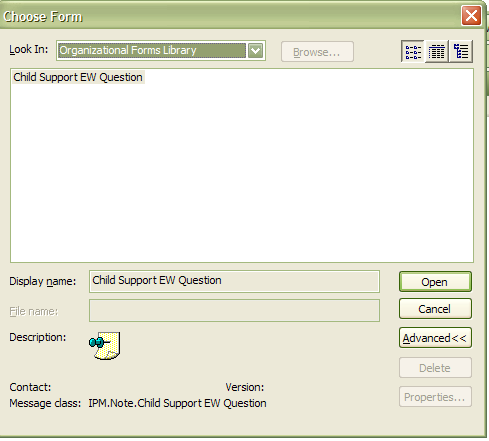 Choose Form
Look In: Organizational Forms Library Browse...
Child Support EW Question
Display name: Child Support EW Question Open
File name: Cancel
Description: Advanced<<
Delete
Contact: Version: Properties...
Message class: IPM.Note.Child Support EW Question